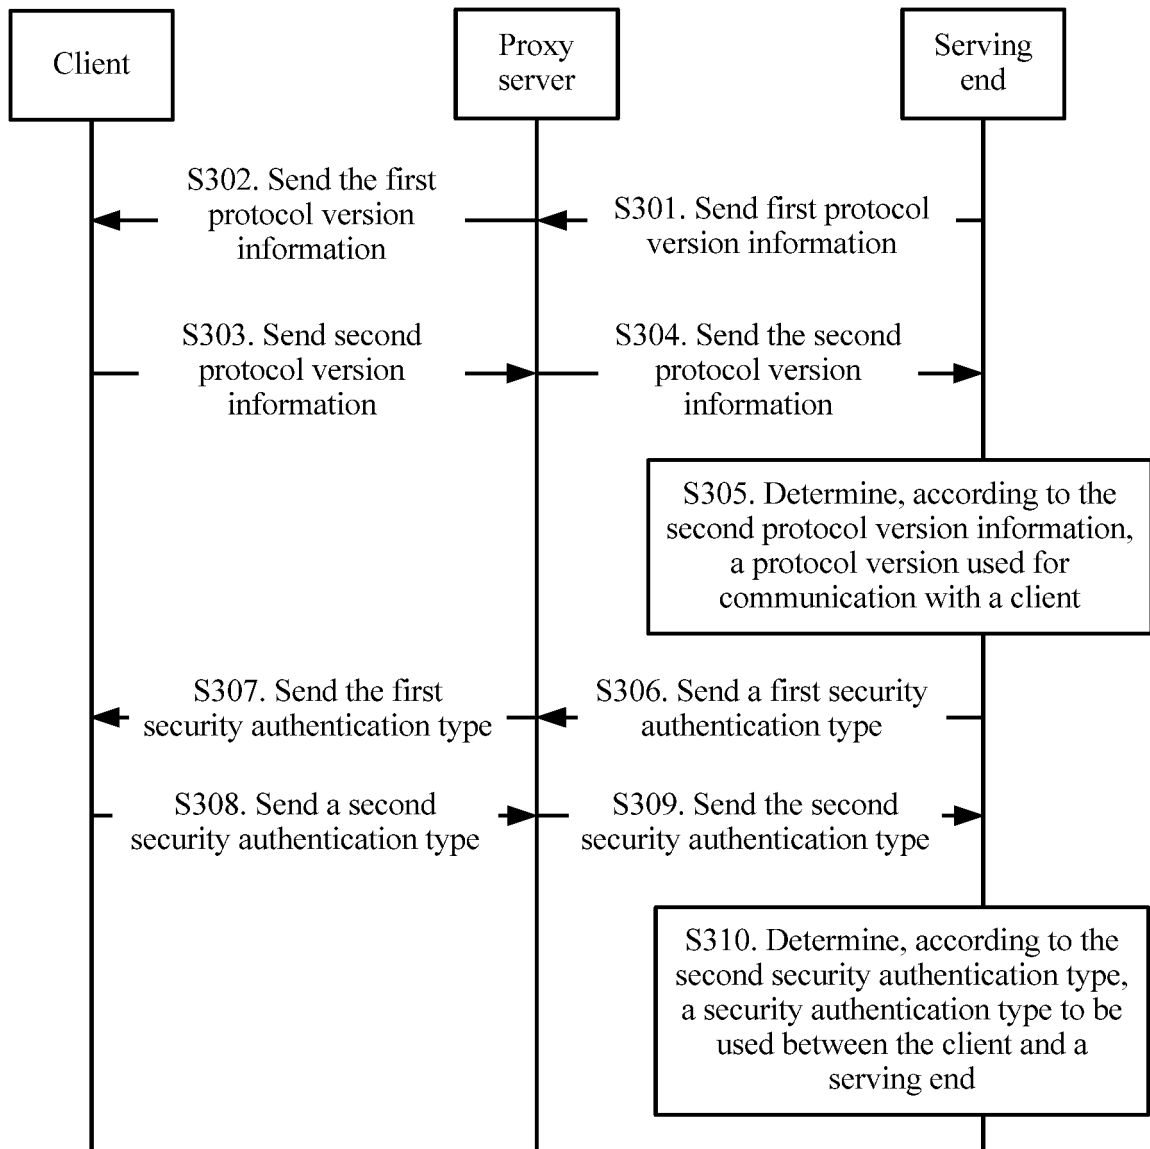 Client
Proxy
server
Serving
end
S302. Send the first
protocol version
information
S301. Send first protocol
version information
S303. Send second
protocol version
information
S304. Send the second
protocol version
information
S305. Determine, according to the
second protocol version information,
a protocol version used for
communication with a client
S307. Send the first
security authentication type
S306. Send a first security
authentication type
S308. Send a second
security authentication type
S309. Send the second
security authentication type
S310. Determine, according to the
second security authentication type,
a security authentication type to be
used between the client and a
serving end